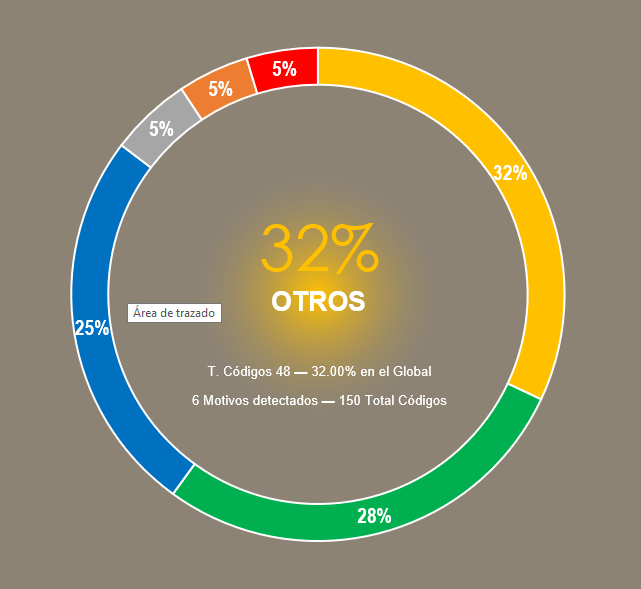 5%
5%
5%
32%
32%
OTROS
Área de trazado
25%
T. Códigos 48 — 32.00% en el Global
6 Motivos detectados — 150 Total Códigos
28%